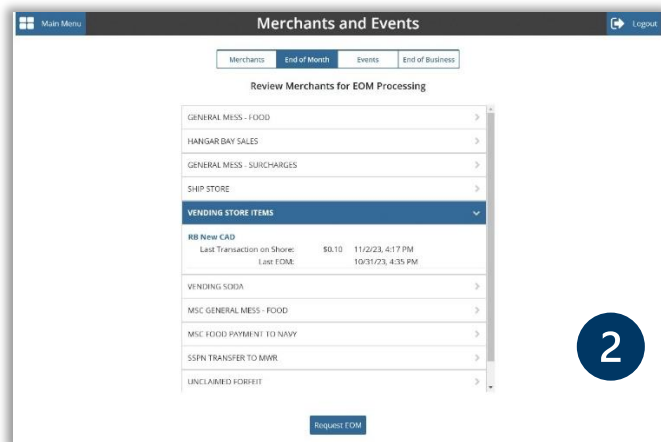 Main Menu
Merchants and Events
Logout
Merchants
End of Month
Events
End of Business
Review Merchants for EOM Processing
GENERAL MESS - FOOD
HANGAR BAY SALES
GENERAL MESS - SURCHARGES
SHIP STORE
VENDING STORE ITEMS
RB New CAD
Last Transaction on Shore: $0.10 11/2/23, 4:17 PM
Last EOM: 10/31/23, 4:35 PM
VENDING SODA
MSC GENERAL MESS - FOOD
MSC FOOD PAYMENT TO NAVY
SSPN TRANSFER TO MWR
UNCLAIMED FORFEIT
2
Request EOM